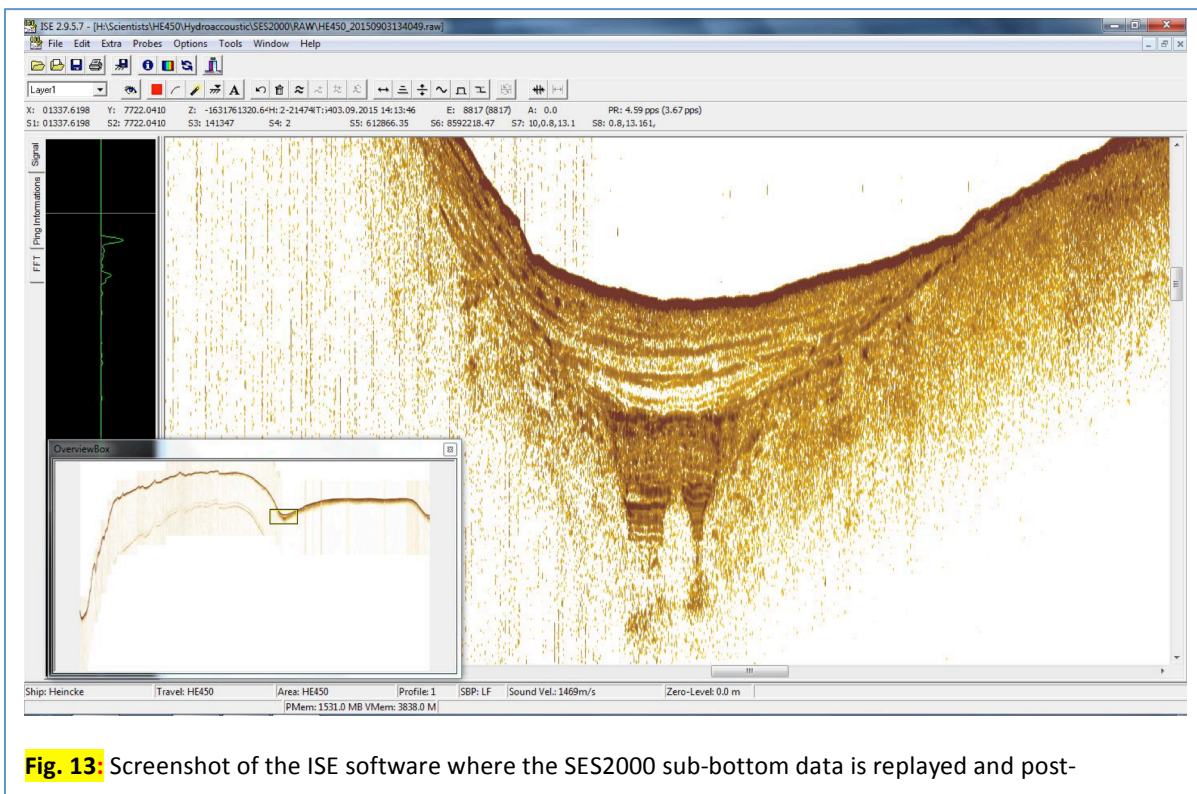 ISE 2.9.5.7 - [H:\Scientists\HE450\Hydroaccoustic\SES2000\RAW\HE450_20150903134049.raw]
File Edit Extra Probes Options Tools Window Help
Layer1
X: 01337.6198 Y: 7722.0410 Z: -1631761320.64H: 2-21474IT:/403.09.2015 14:13:46 E: 8817 (8817) A: 0.0 PR: 4.59 pps (3.67 pps)
S1: 01337.6198 S2: 7722.0410 S3: 141347 S4: 2 S5: 612866.35 S6: 8592218.47 S7: 10,0.8,13.1 S8: 0.8,13.161,
Signal
Ping Informations
FFT
OverviewBox
Ship: Heincke Travel: HE450 Area: HE450 Profile: 1 SBP: LF Sound Vel.: 1469m/s Zero-Level: 0.0 m
PMem: 1531.0 MB VMem: 3838.0 M
Fig. 13: Screenshot of the ISE software where the SES2000 sub-bottom data is replayed and post-